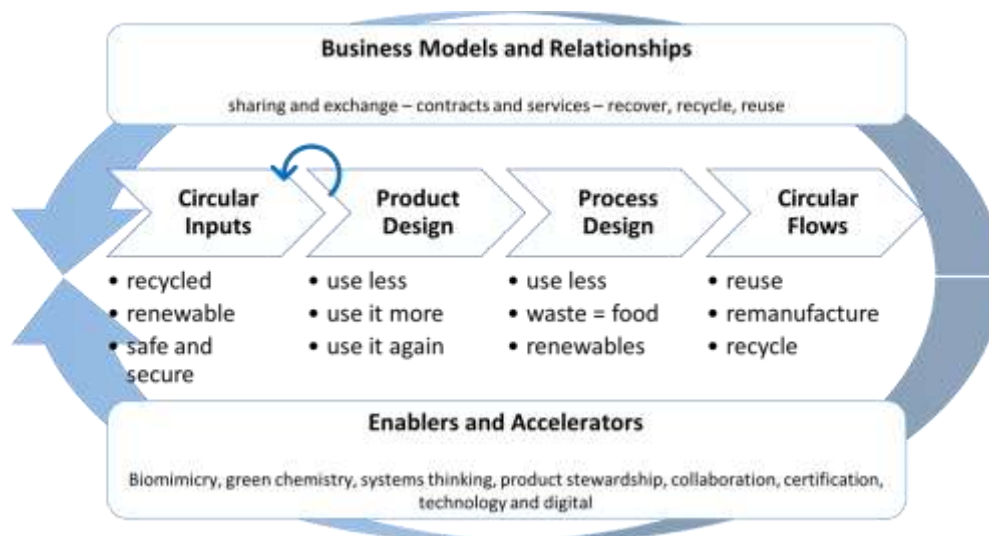 Business Models and Relationships
sharing and exchange – contracts and services – recover, recycle, reuse
Circular
Inputs
Product
Design
Process
Design
Circular
Flows
• recycled
• renewable
• safe and
secure
• use less
• use it more
• use it again
• use less
• waste = food
• renewables
• reuse
• remanufacture
• recycle
Enablers and Accelerators
Biomimicry, green chemistry, systems thinking, product stewardship, collaboration, certification,
technology and digital